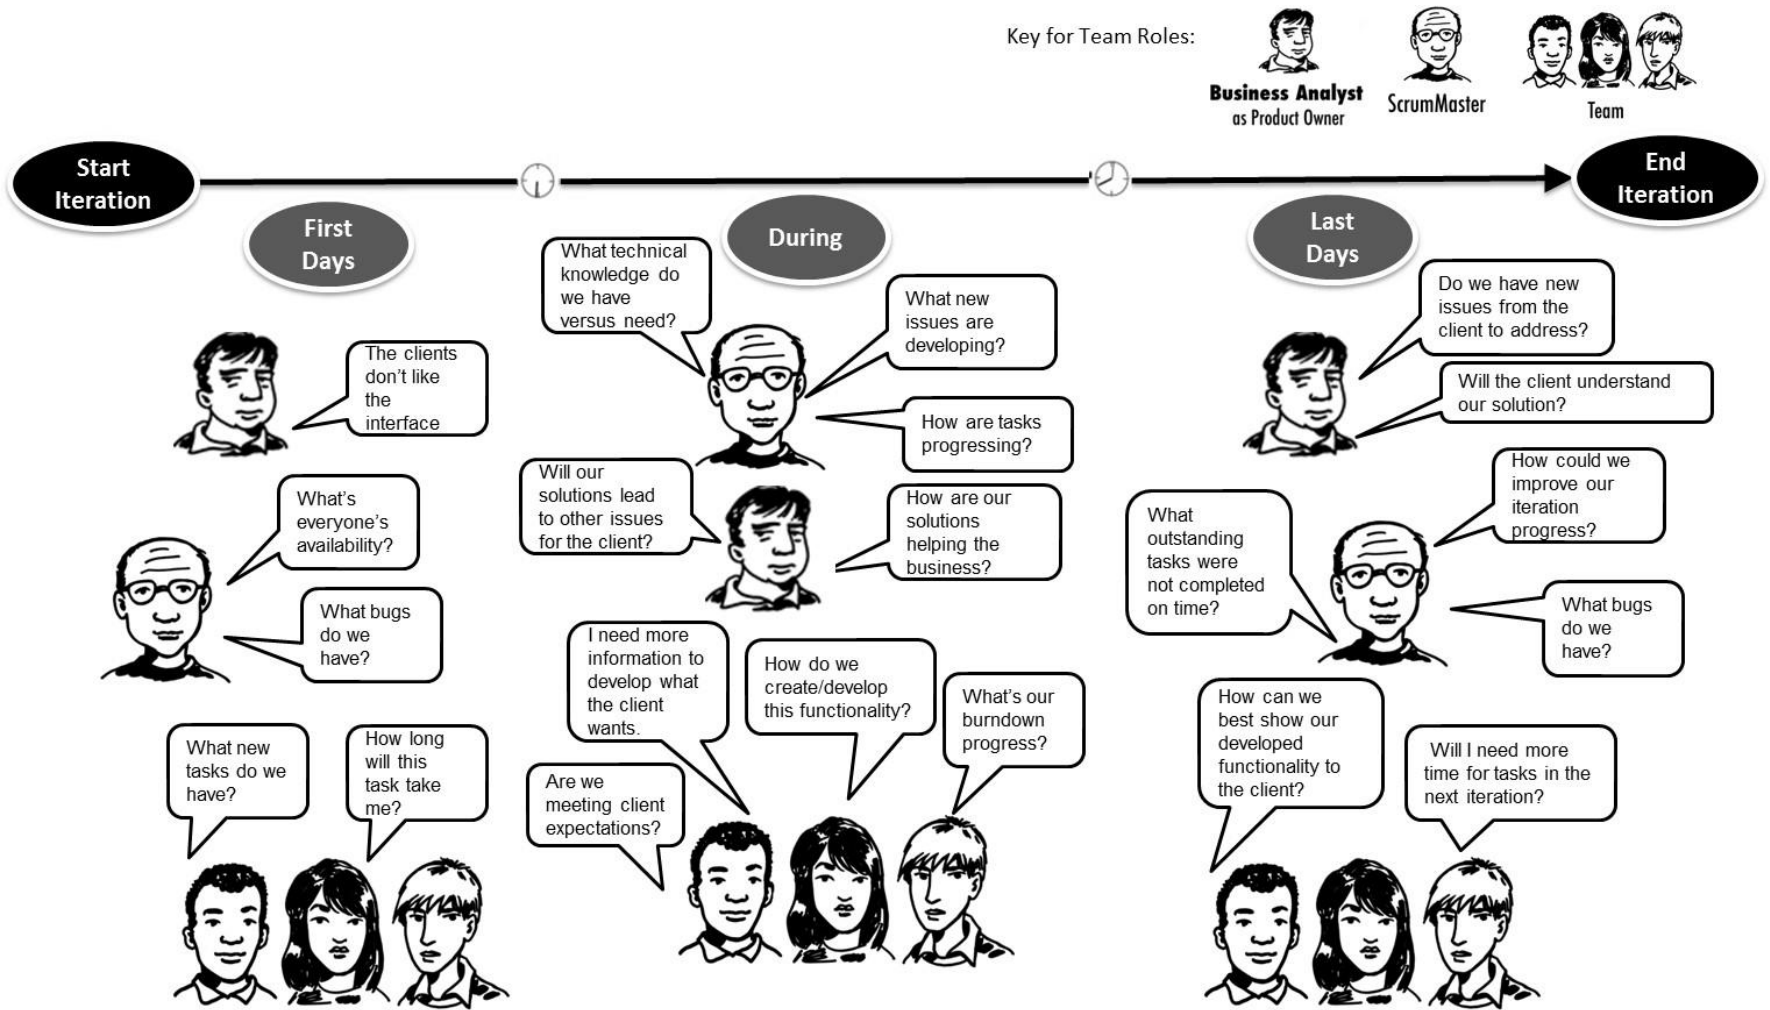 Key for Team Roles:
Business Analyst
as Product Owner
ScrumMaster
Team
Start
Iteration
End
Iteration
First
Days
During
Last
Days
The clients
don't like
the
interface
What's
everyone's
availability?
What bugs
do we
have?
What new
tasks do we
have?
How long
will this
task take
me?
What technical
knowledge do
we have
versus need?
What new
issues are
developing?
How are tasks
progressing?
Will our
solutions lead
to other issues
for the client?
How are our
solutions
helping the
business?
I need more
information to
develop what
the client
wants.
How do we
create/develop
this functionality?
What's our
burndown
progress?
Are we
meeting client
expectations?
Do we have new
issues from the
client to address?
Will the client understand
our solution?
How could we
improve our
iteration
progress?
What
outstanding
tasks were
not completed
on time?
What bugs
do we
have?
How can we
best show our
developed
functionality to
the client?
Will I need more
time for tasks in the
next iteration?